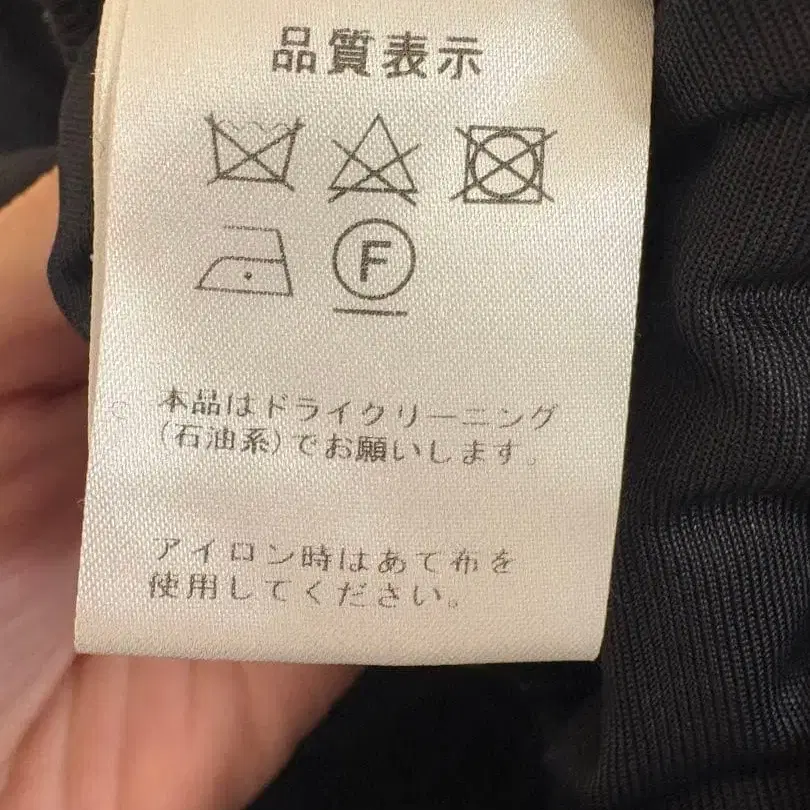 品質表示
F
本品はドライクリーニング
(石油系)でお願いします。
アイロン時はあて布を
使用してください。